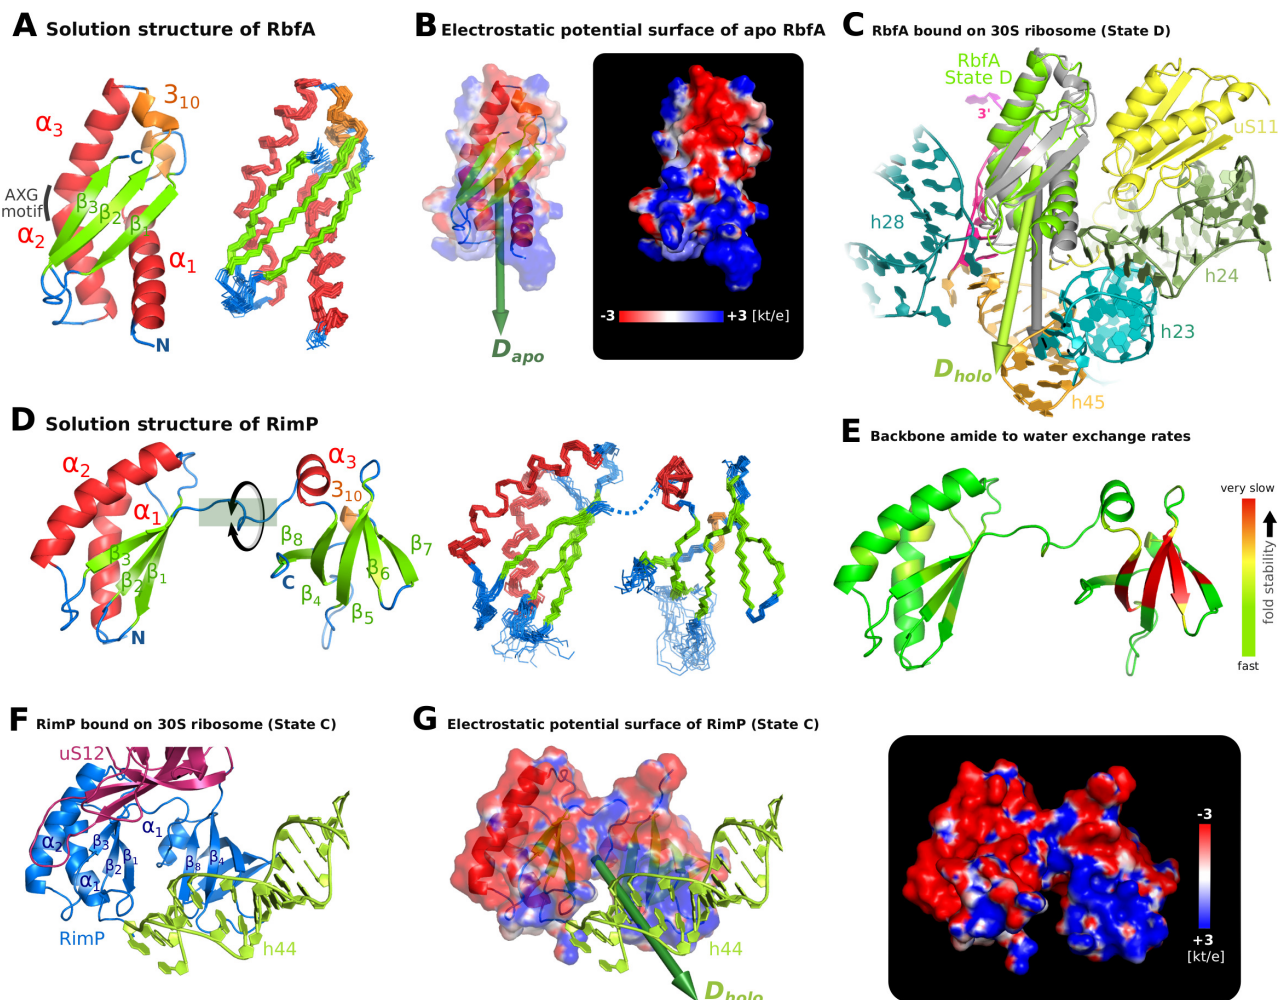 A Solution structure of RbfA
α3
3₁₀
C
AXG
motif
β3
β2
β1
α2
α1
N
B Electrostatic potential surface of apo RbfA
-3 +3 [kt/e]
D apo
C RbfA bound on 30S ribosome (State D)
RbfA
State D
3'
uS11
h28
h24
h23
D holo
h45
D Solution structure of RimP
α2
α3
3₁₀
α1
β8
β7
β3
β6
β1
C
β2
β4
β5
N
E Backbone amide to water exchange rates
very slow
fold stability
fast
F RimP bound on 30S ribosome (State C)
uS12
α1
α2
β3
β1
β2
β8
β4
α1
RimP
h44
G Electrostatic potential surface of RimP (State C)
h44
D holo
-3
+3
[kt/e]